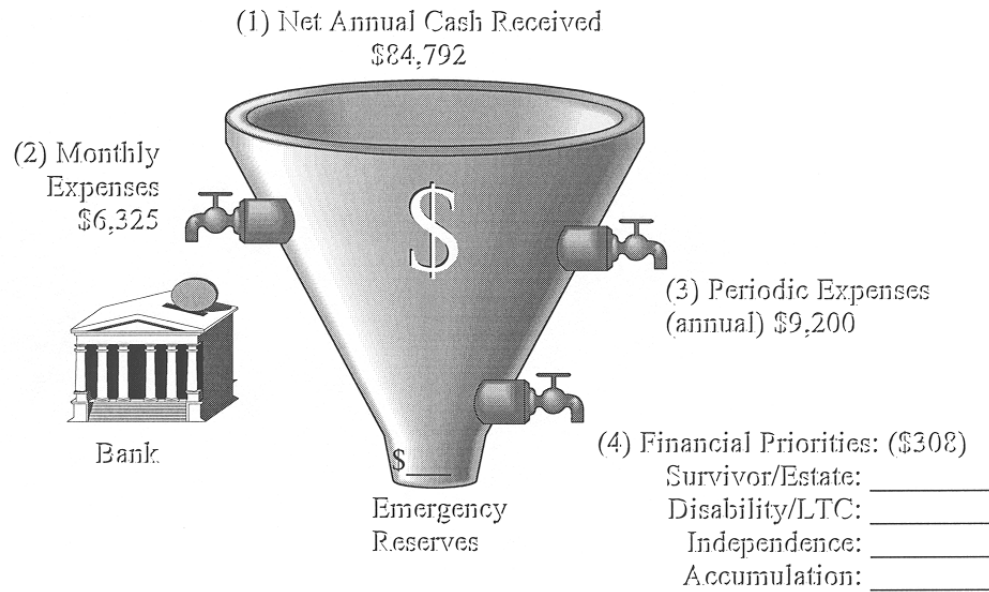 (1) Net Annual Cash Received
$84,792
(2) Monthly
Expenses
$6,325
$
(3) Periodic Expenses
(annual) $9,200
Bank
$____
Emergency
Reserves
(4) Financial Priorities: ($308)
Survivor/Estate: ________
Disability/LTC: ________
Independence: ________
Accumulation: ________